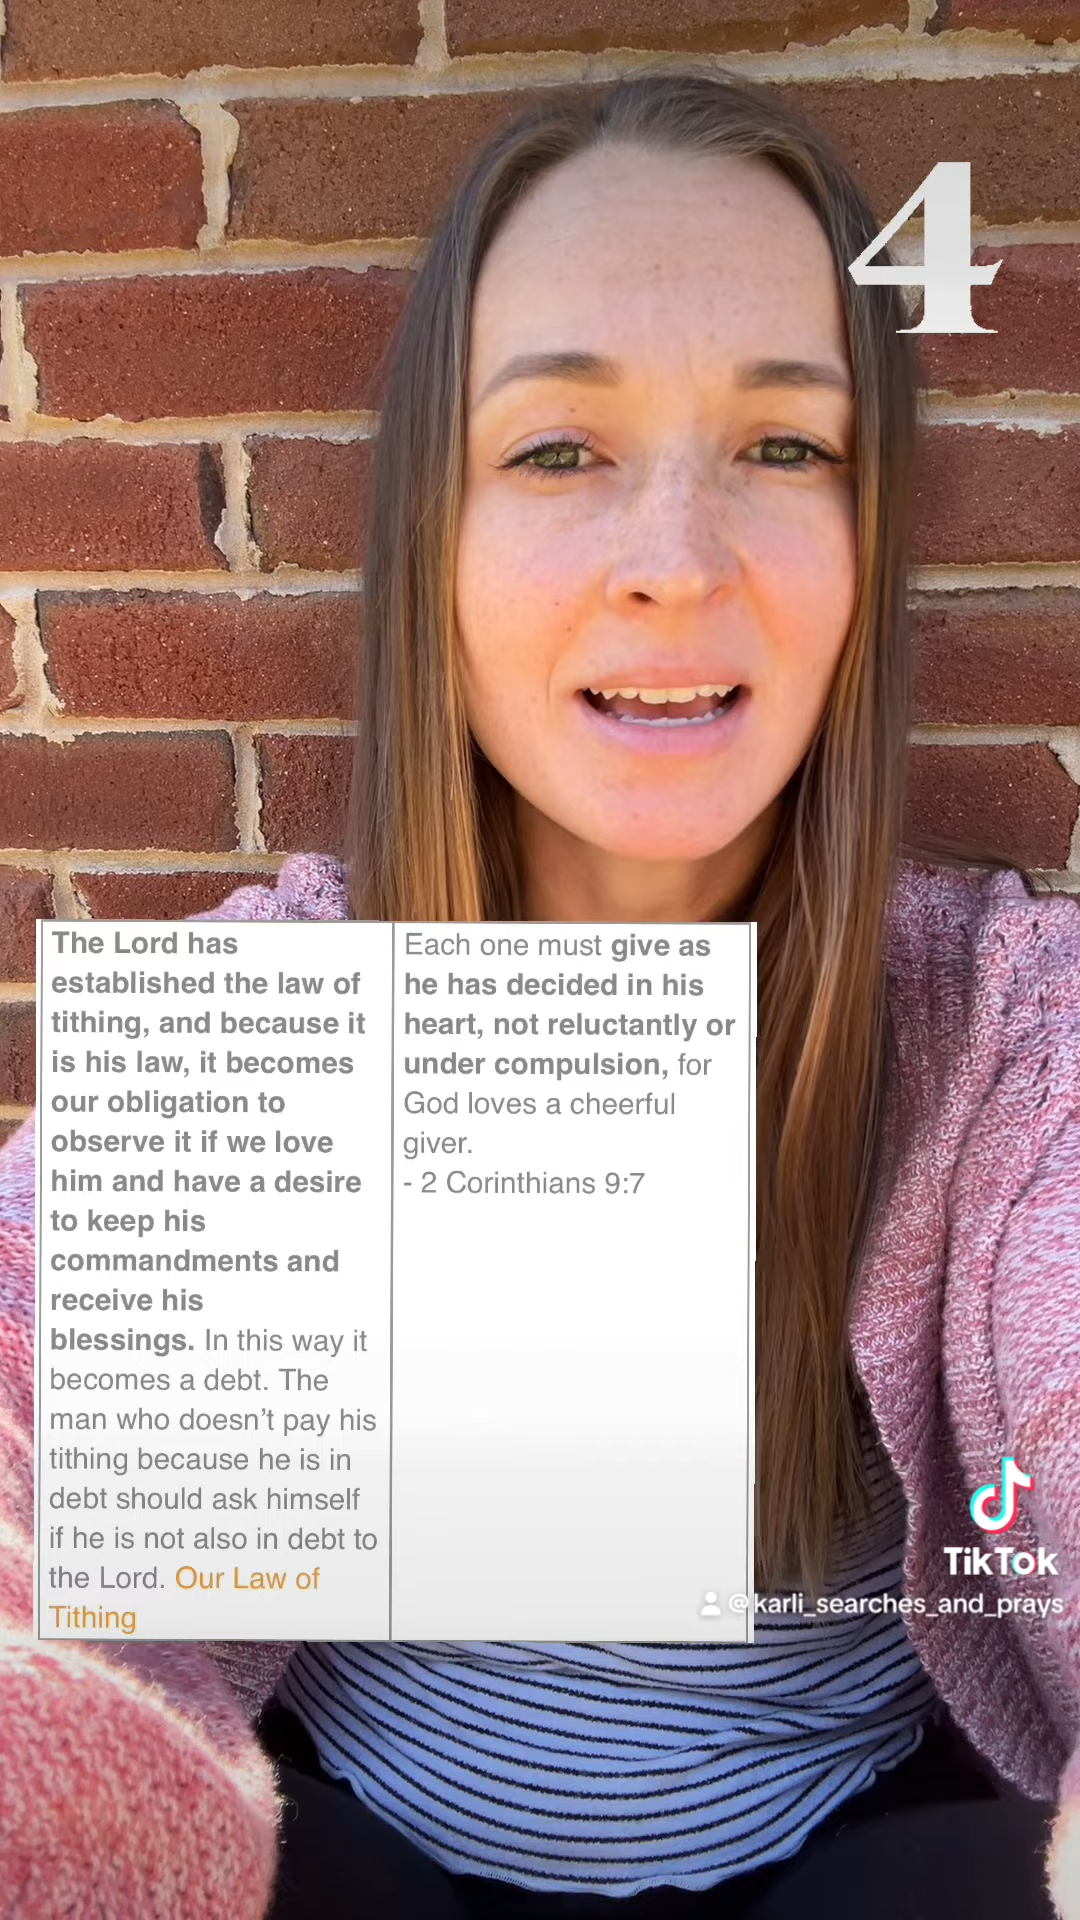 4
The Lord has
established the law of
tithing, and because it
is his law, it becomes
our obligation to
observe it if we love
him and have a desire
to keep his
commandments and
receive his
blessings. In this way it
becomes a debt. The
man who doesn’t pay his
tithing because he is in
debt should ask himself
if he is not also in debt to
the Lord. Our Law of
Tithing
Each one must give as
he has decided in his
heart, not reluctantly or
under compulsion, for
God loves a cheerful
giver.
- 2 Corinthians 9:7
TikTok
@karli_searches_and_prays